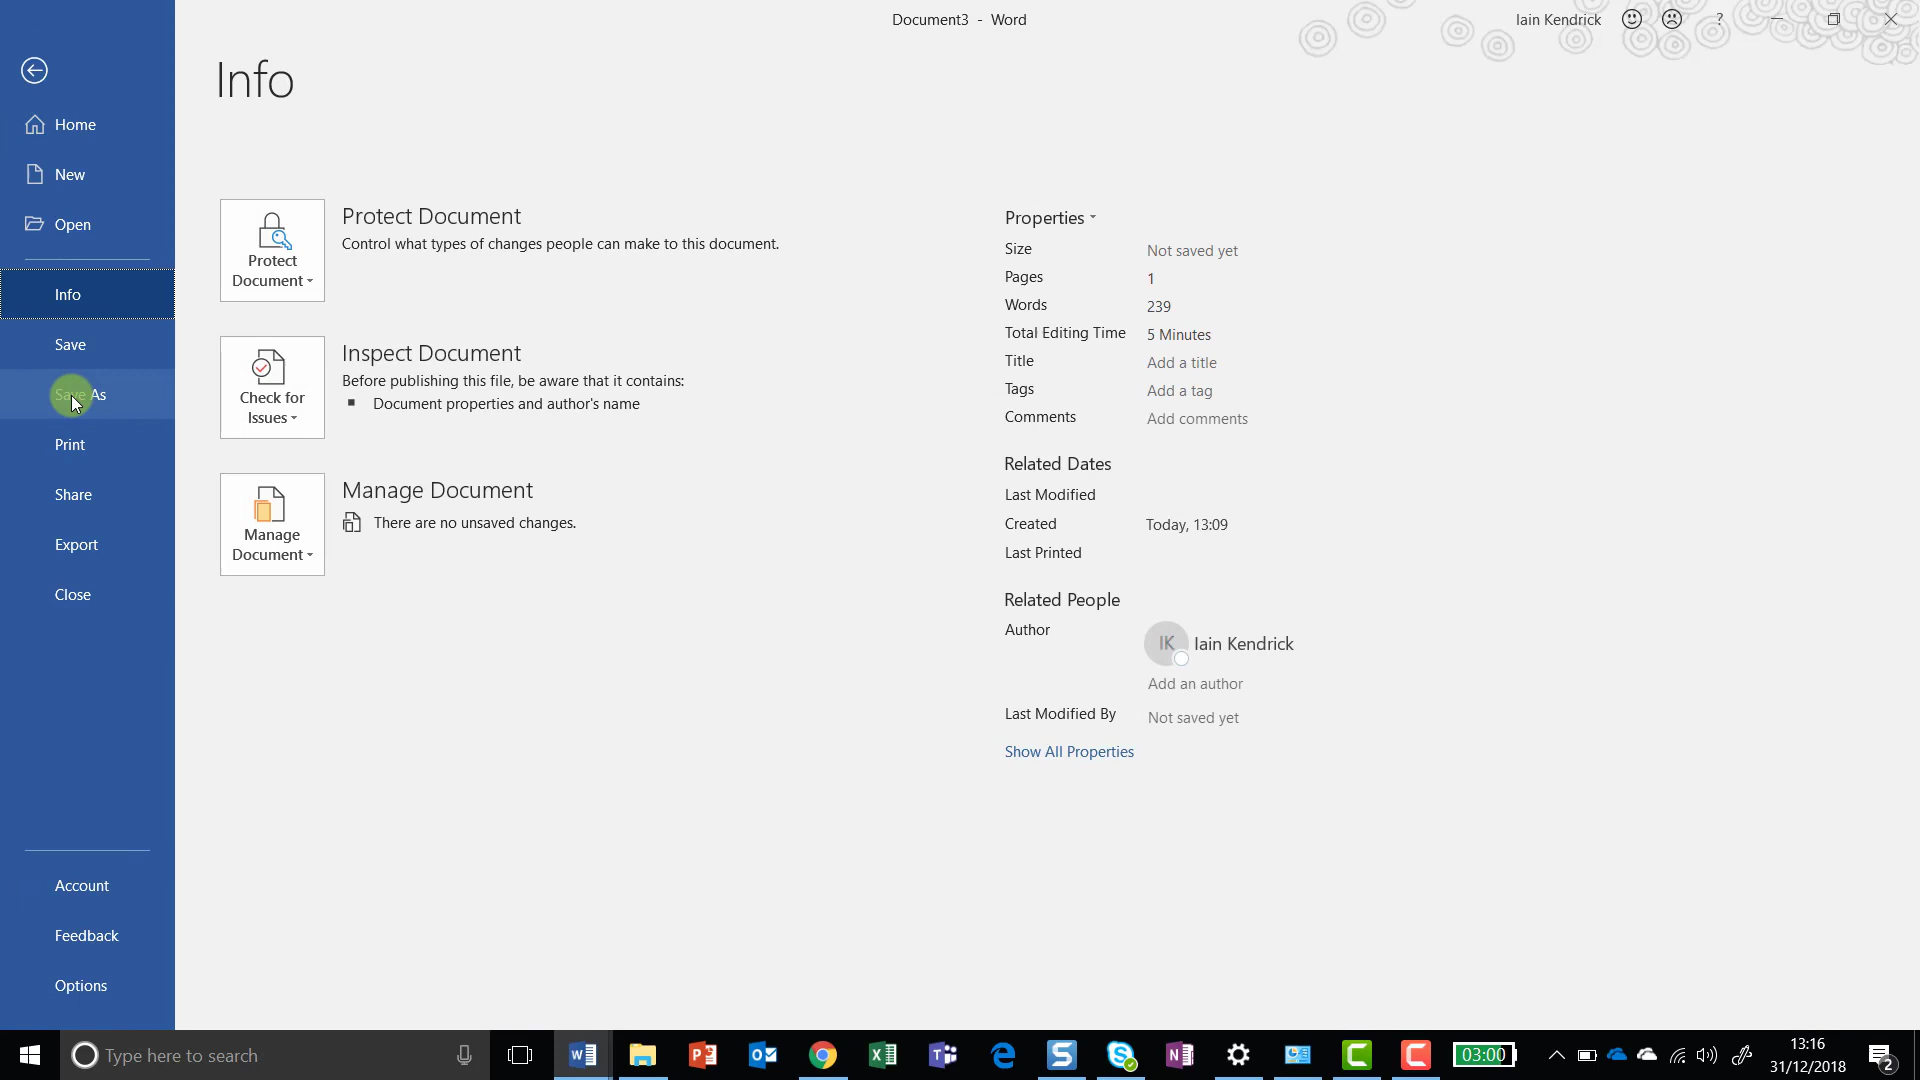 Document3 - Word
Iain Kendrick
?
Info
Home
New
Open
Info
Save
Save As
Print
Share
Export
Close
Account
Feedback
Options
Protect
Document
Protect Document
Control what types of changes people can make to this document.
Check for
Issues
Inspect Document
Before publishing this file, be aware that it contains:
Document properties and author's name
Manage
Document
Manage Document
There are no unsaved changes.
Properties
Size Not saved yet
Pages 1
Words 239
Total Editing Time 5 Minutes
Title Add a title
Tags Add a tag
Comments Add comments
Related Dates
Last Modified
Created Today, 13:09
Last Printed
Related People
Author
IK Iain Kendrick
Add an author
Last Modified By Not saved yet
Show All Properties
Type here to search
03:00
13:16
31/12/2018
2